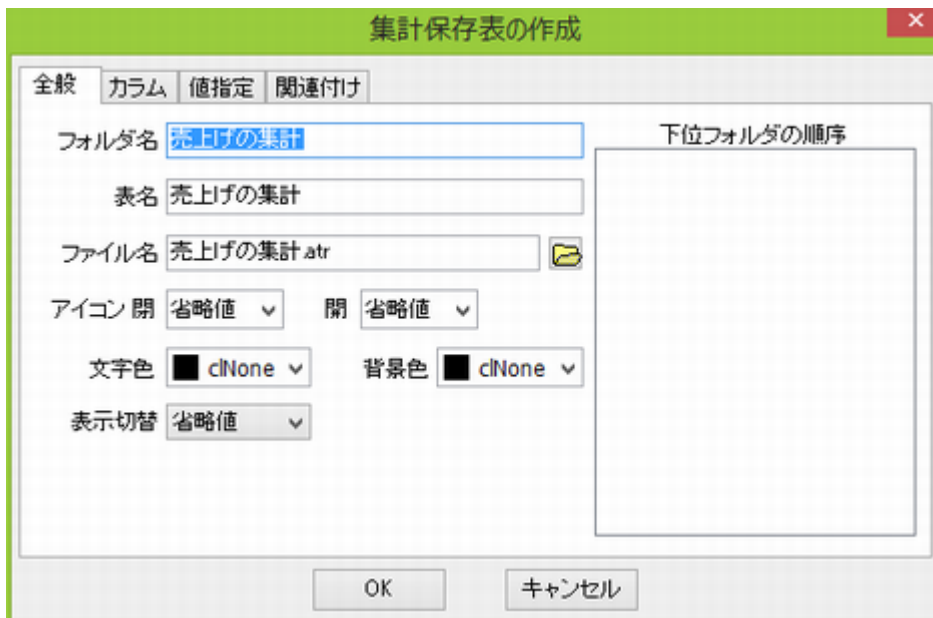 集計保存表の作成
全般 カラム 値指定 関連付け
フォルダ名 売上げの集計
下位フォルダの順序
表名 売上げの集計
ファイル名 売上げの集計.atr
アイコン 閉 省略値 開 省略値
文字色 clNone 背景色 clNone
表示切替 省略値
OK キャンセル